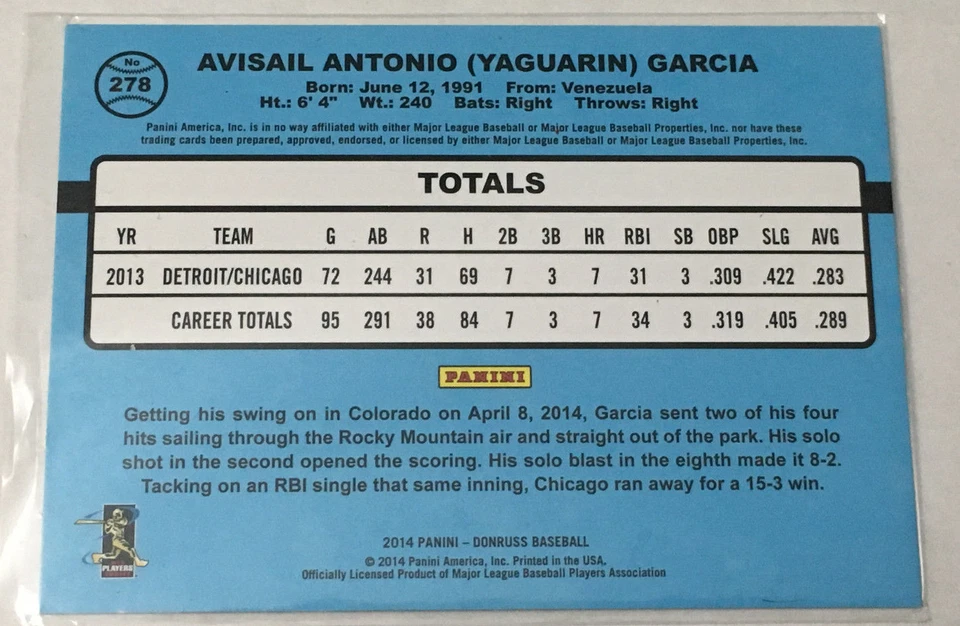 No
278
AVISAIL ANTONIO (YAGUARIN) GARCIA
Born: June 12, 1991 From: Venezuela
Ht.: 6' 4" Wt.: 240 Bats: Right Throws: Right
Panini America, Inc. is in no way affiliated with either Major League Baseball or Major League Baseball Properties, Inc. nor have these
trading cards been prepared, approved, endorsed, or licensed by either Major League Baseball or Major League Baseball Properties, Inc.
TOTALS
YR TEAM G AB R H 2B 3B HR RBI SB OBP SLG AVG
2013 DETROIT/CHICAGO 72 244 31 69 7 3 7 31 3 .309 .422 .283
CAREER TOTALS 95 291 38 84 7 3 7 34 3 .319 .405 .289
PANINI
Getting his swing on in Colorado on April 8, 2014, Garcia sent two of his four
hits sailing through the Rocky Mountain air and straight out of the park. His solo
shot in the second opened the scoring. His solo blast in the eighth made it 8-2.
Tacking on an RBI single that same inning, Chicago ran away for a 15-3 win.
PLAYERS
2014 PANINI – DONRUSS BASEBALL
© 2014 Panini America, Inc. Printed in the USA.
Officially Licensed Product of Major League Baseball Players Association